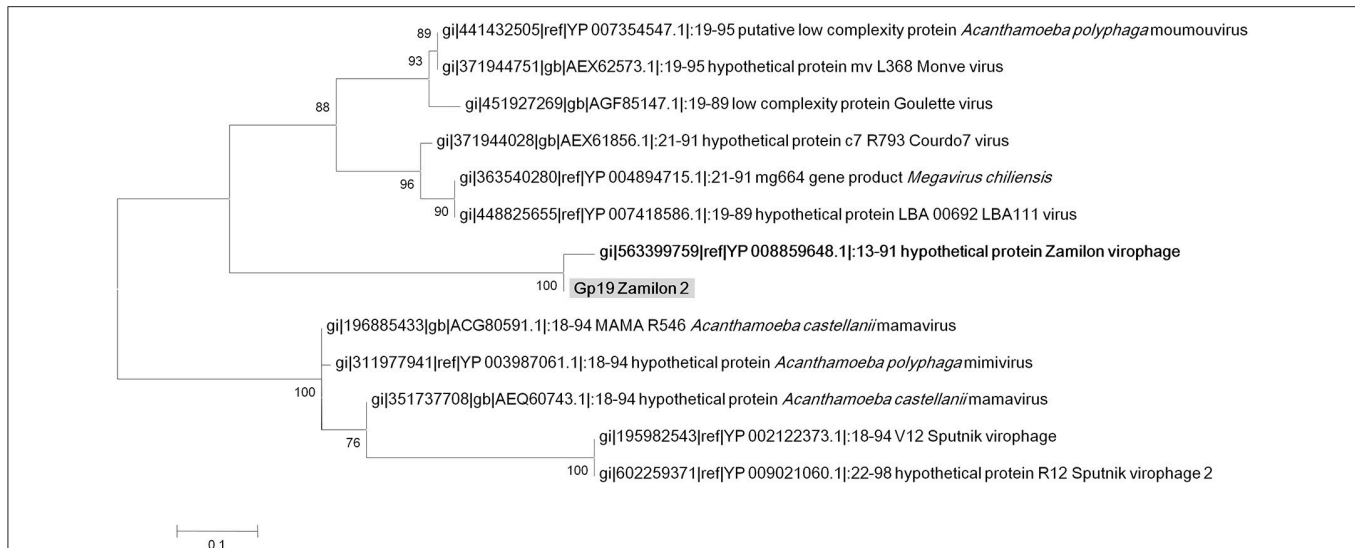 89
gi|441432505|ref|YP 007354547.1|:19-95 putative low complexity protein Acanthamoeba polyphaga moumouvirus
93
gi|371944751|gb|AEX62573.1|:19-95 hypothetical protein mv L368 Monve virus
88
gi|451927269|gb|AGF85147.1|:19-89 low complexity protein Goulette virus
gi|371944028|gb|AEX61856.1|:21-91 hypothetical protein c7 R793 Courdo7 virus
96
gi|363540280|ref|YP 004894715.1|:21-91 mg664 gene product Megavirus chiliensis
90
gi|448825655|ref|YP 007418586.1|:19-89 hypothetical protein LBA 00692 LBA111 virus
gi|563399759|ref|YP 008859648.1|:13-91 hypothetical protein Zamilon virophage
100
Gp19 Zamilon 2
gi|196885433|gb|ACG80591.1|:18-94 MAMA R546 Acanthamoeba castellanii mamavirus
gi|311977941|ref|YP 003987061.1|:18-94 hypothetical protein Acanthamoeba polyphaga mimivirus
100
gi|351737708|gb|AEQ60743.1|:18-94 hypothetical protein Acanthamoeba castellanii mamavirus
76
gi|195982543|ref|YP 002122373.1|:18-94 V12 Sputnik virophage
100
gi|602259371|ref|YP 009021060.1|:22-98 hypothetical protein R12 Sputnik virophage 2
0.1